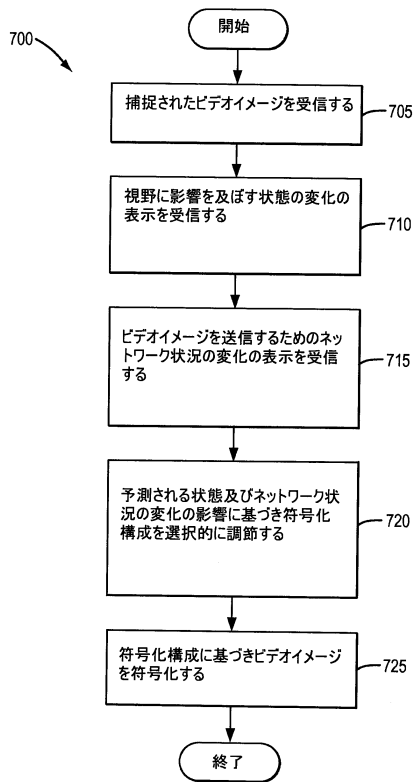 700
開始
捕捉されたビデオイメージを受信する
705
視野に影響を及ぼす状態の変化の
表示を受信する
710
ビデオイメージを送信するためのネッ
トワーク状況の変化の表示を受信
する
715
予測される状態及びネットワーク状
況の変化の影響に基づき符号化
構成を選択的に調節する
720
符号化構成に基づきビデオイメージ
を符号化する
725
終了